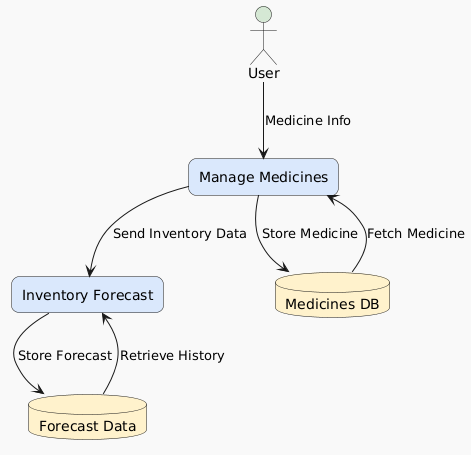 User
Medicine Info
Manage Medicines
Send Inventory Data
Store Medicine
Fetch Medicine
Inventory Forecast
Medicines DB
Store Forecast
Retrieve History
Forecast Data